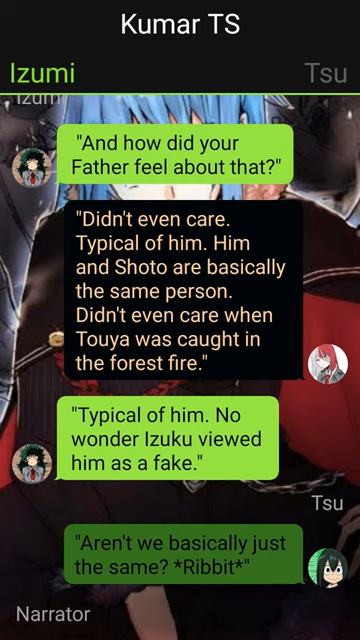 Kumar TS
Izumi
Tsu
Izumi
"And how did your
Father feel about that?"
"Didn't even care.
Typical of him. Him
and Shoto are basically
the same person.
Didn't even care when
Touya was caught in
the forest fire."
"Typical of him. No
wonder Izuku viewed
him as a fake."
Tsu
"Aren't we basically just
the same? *Ribbit*"
Narrator